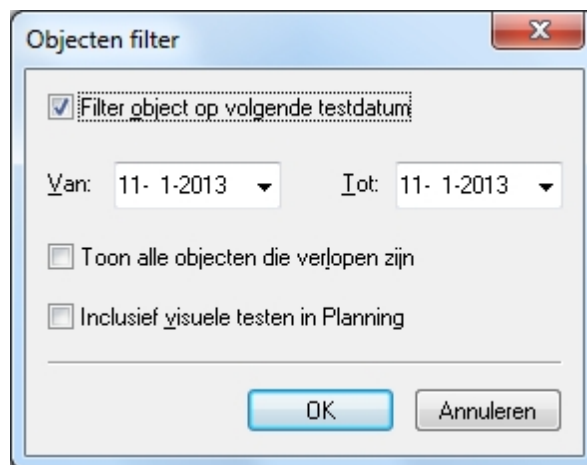 Objecten filter
Filter object op volgende testdatum
Van: 11- 1-2013 Tot: 11- 1-2013
Toon alle objecten die verlopen zijn
Inclusief visuele testen in Planning
OK Annuleren